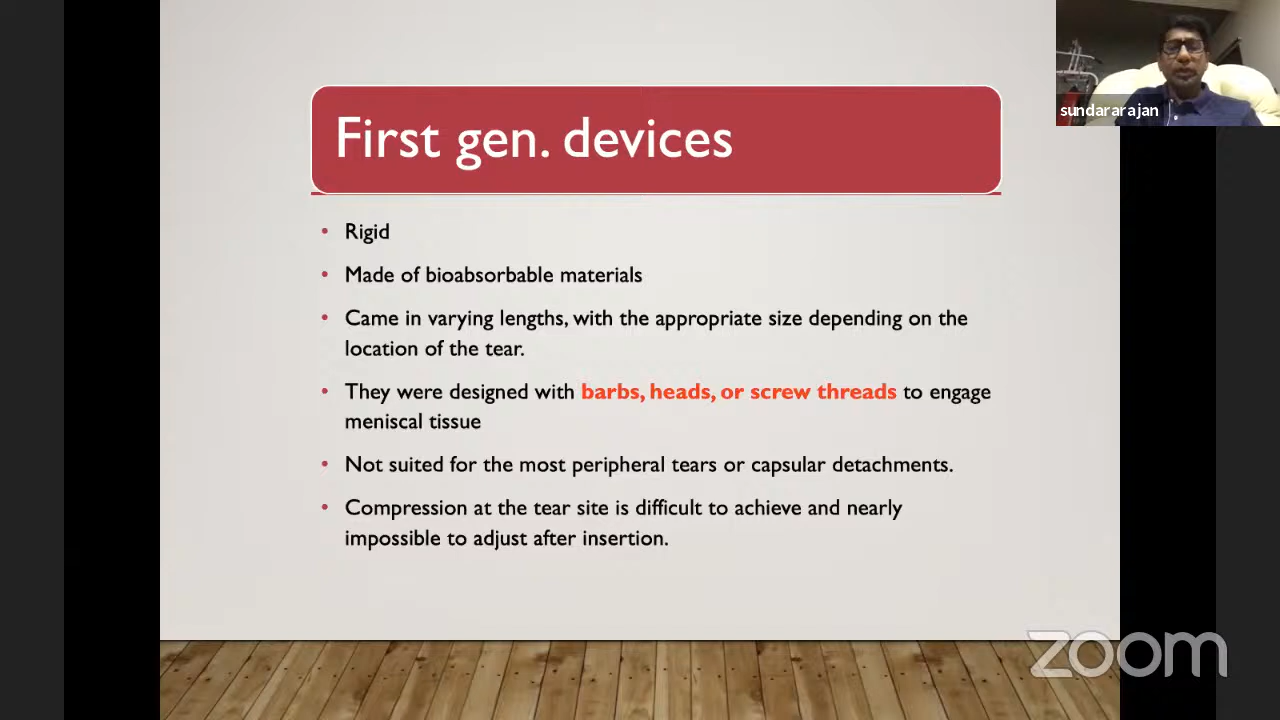 First gen. devices
sundararajan
• Rigid
• Made of bioabsorbable materials
• Came in varying lengths, with the appropriate size depending on the
location of the tear.
• They were designed with barbs, heads, or screw threads to engage
meniscal tissue
• Not suited for the most peripheral tears or capsular detachments.
• Compression at the tear site is difficult to achieve and nearly
impossible to adjust after insertion.
zoom